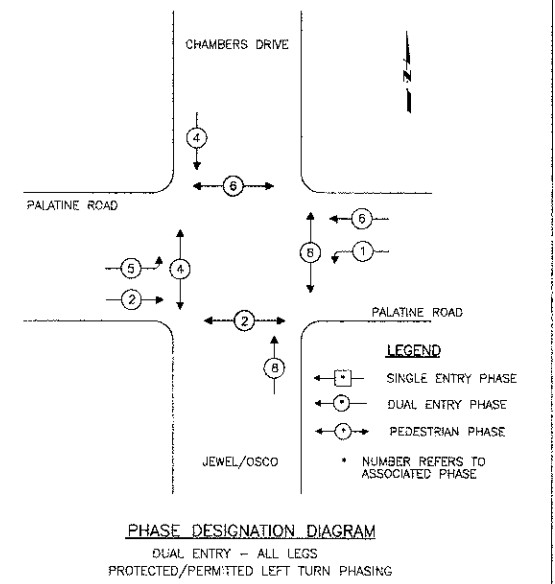 CHAMBERS DRIVE
N
4
6
PALATINE ROAD
6
5
4
8
1
2
2
PALATINE ROAD
8
LEGEND
* SINGLE ENTRY PHASE
* DUAL ENTRY PHASE
* PEDESTRIAN PHASE
* NUMBER REFERS TO
ASSOCIATED PHASE
JEWEL/OSCO
PHASE DESIGNATION DIAGRAM
DUAL ENTRY - ALL LEGS
PROTECTED/PERMITTED LEFT TURN PHASING